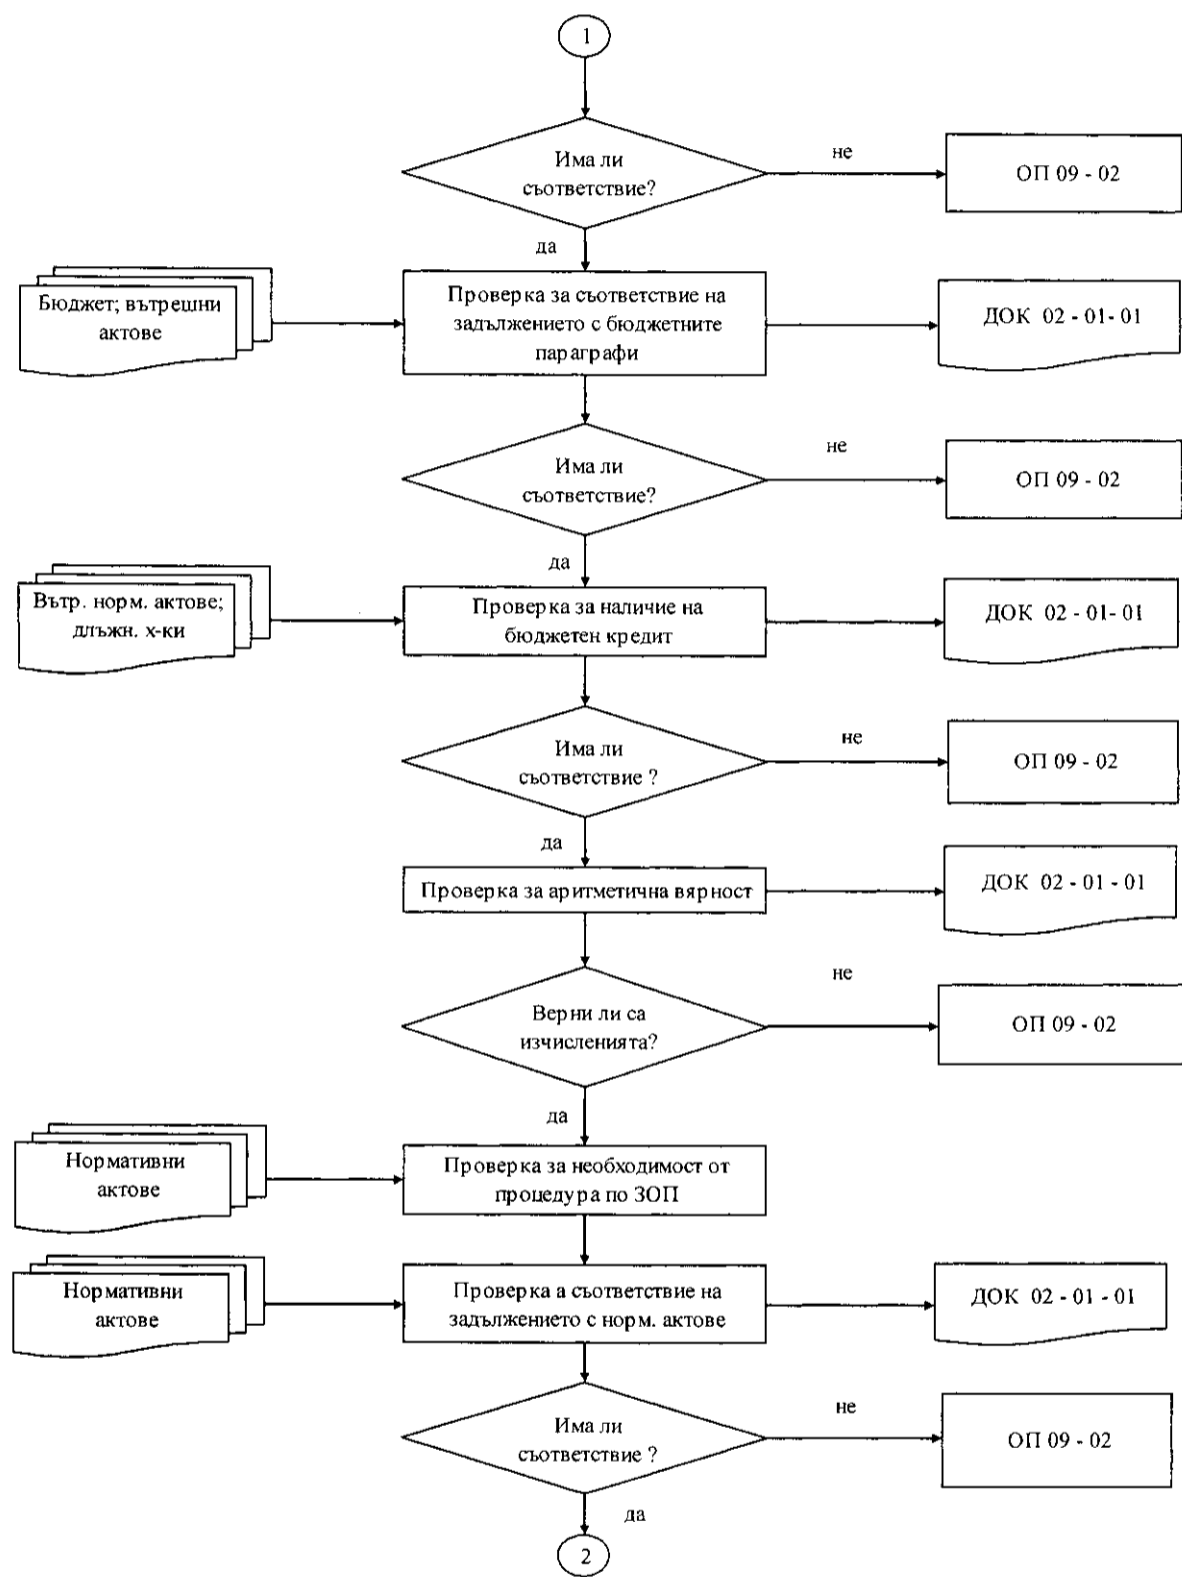 1
Има ли
съответствие?
не
ОП 09 - 02
да
Бюджет; вътрешни
актове
Проверка за съответствие на
задължението с бюджетните
параграфи
ДОК 02 - 01- 01
Има ли
съответствие?
не
ОП 09 - 02
да
Вътр. норм. актове;
длъжн. х-ки
Проверка за наличие на
бюджетен кредит
ДОК 02 - 01- 01
Има ли
съответствие ?
не
ОП 09 - 02
да
Проверка за аритметична вярност
ДОК 02 - 01 - 01
Верни ли са
изчисленията?
не
ОП 09 - 02
да
Нормативни
актове
Проверка за необходимост от
процедура по ЗОП
Нормативни
актове
Проверка а съответствие на
задължението с норм. актове
ДОК 02 - 01 - 01
Има ли
съответствие ?
не
ОП 09 - 02
да
2